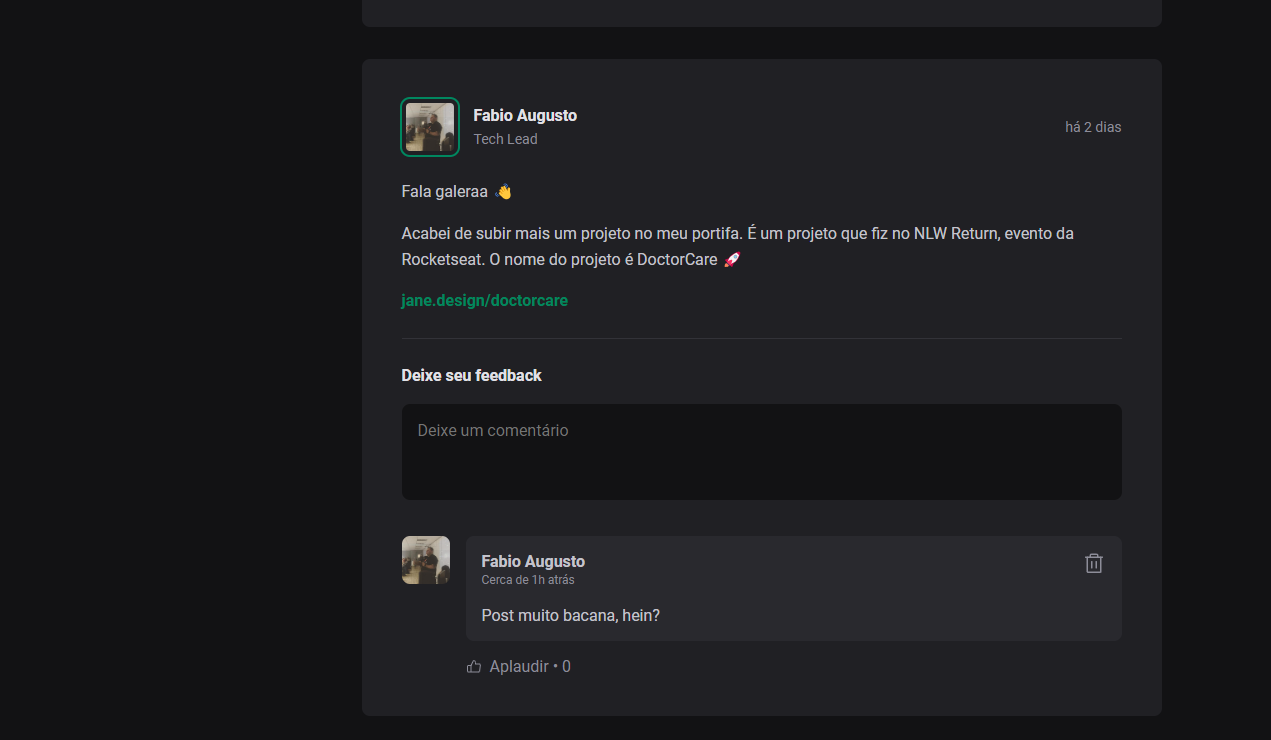 Fabio Augusto
Tech Lead
há 2 dias
Fala galeraa 👋
Acabei de subir mais um projeto no meu portifa. É um projeto que fiz no NLW Return, evento da
Rocketseat. O nome do projeto é DoctorCare 🚀
jane.design/doctorcare
Deixe seu feedback
Deixe um comentário
Fabio Augusto
Cerca de 1h atrás
Post muito bacana, hein?
Aplaudir • 0